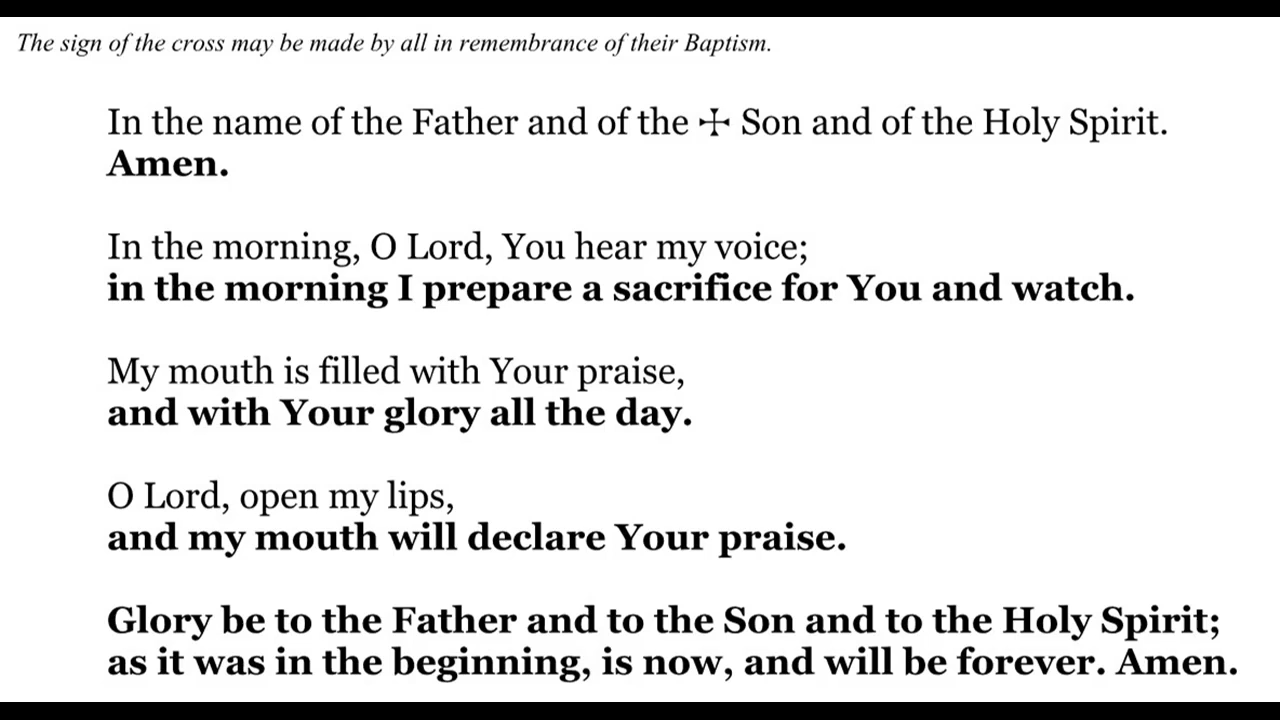 The sign of the cross may be made by all in remembrance of their Baptism.
In the name of the Father and of the ☩ Son and of the Holy Spirit.
Amen.
In the morning, O Lord, You hear my voice;
in the morning I prepare a sacrifice for You and watch.
My mouth is filled with Your praise,
and with Your glory all the day.
O Lord, open my lips,
and my mouth will declare Your praise.
Glory be to the Father and to the Son and to the Holy Spirit;
as it was in the beginning, is now, and will be forever. Amen.